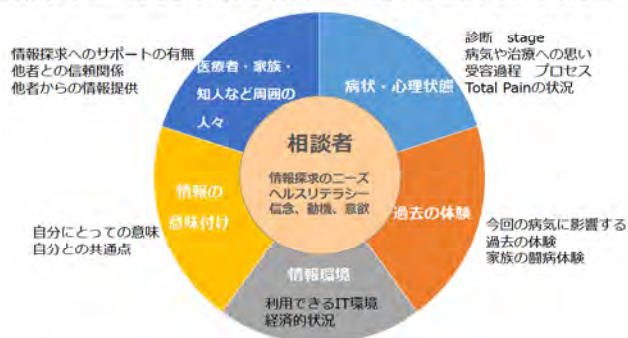 情報探求へのサポートの有無
他者との信頼関係
他者からの情報提供
医療者・家族・
知人など周囲の
人々
病状・心理状態
診断 stage
病気や治療への思い
受容過程 プロセス
Total Painの状況
相談者
情報探求のニーズ
ヘルスリテラシー
信念、動機、意欲
情報の
意味付け
自分にとっての意味
自分との共通点
過去の体験
今回の病気に影響する
過去の体験
家族の闘病体験
情報環境
利用できるIT環境
経済的状況